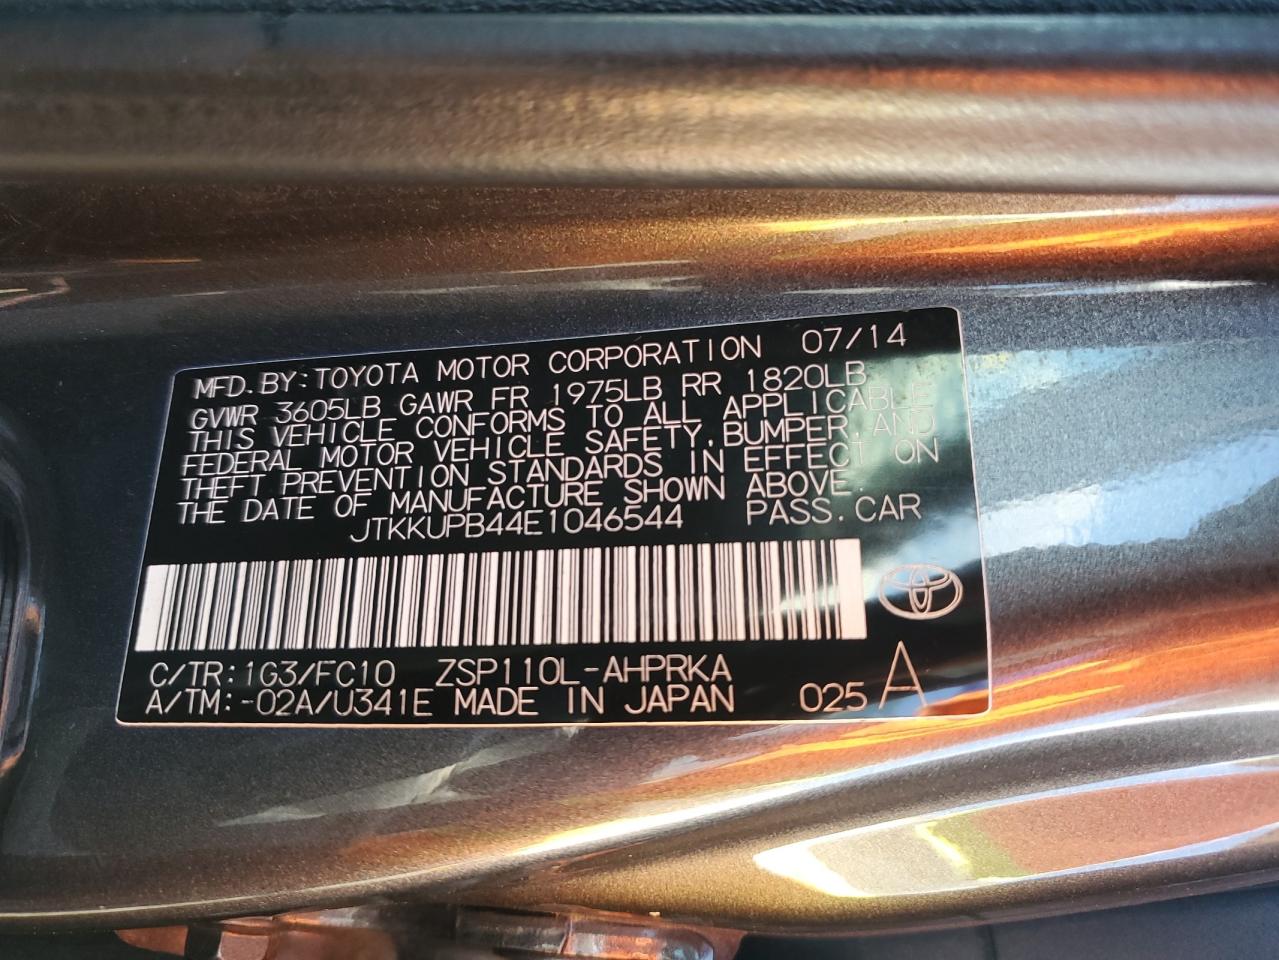 MFD.BY:TOYOTA MOTOR CORPORATION 07/14
GVWR 3605LB GAWR FR 1975LB RR 1820LB
THIS VEHICLE CONFORMS TO ALL APPLICABLE
FEDERAL MOTOR VEHICLE SAFETY,BUMPER,AND
THEFT PREVENTION STANDARDS IN EFFECT ON
THE DATE OF MANUFACTURE SHOWN ABOVE.
JTKKUPB44E1046544 PASS.CAR
C/TR:1G3/FC10 ZSP110L-AHPRKA
A/TM:-02A/U341E MADE IN JAPAN 025 A